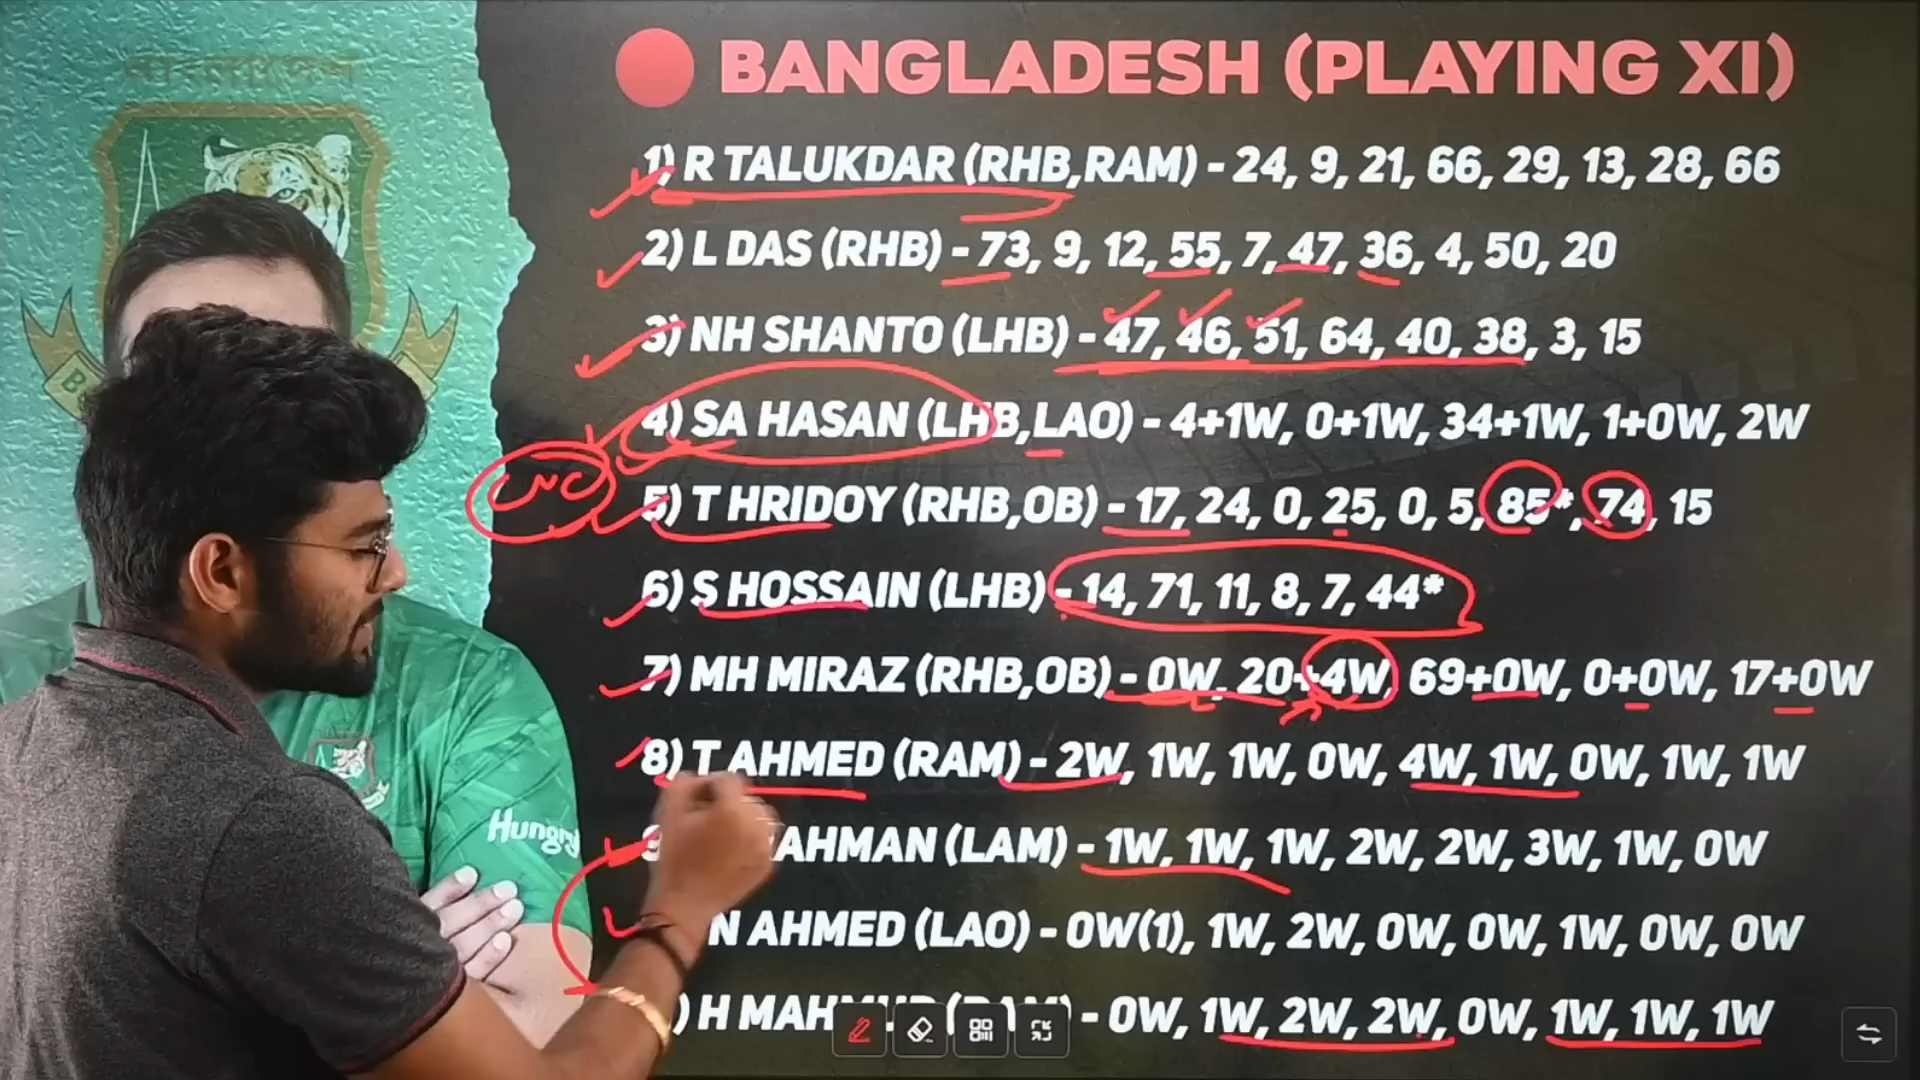 বাংলাদেশ
BANGLADESH (PLAYING XI)
1) R TALUKDAR (RHB,RAM) - 24, 9, 21, 66, 29, 13, 28, 66
2) L DAS (RHB) - 73, 9, 12, 55, 7, 47, 36, 4, 50, 20
3) NH SHANTO (LHB) - 47, 46, 51, 64, 40, 38, 3, 15
4) SA HASAN (LHB,LAO) - 4+1W, 0+1W, 34+1W, 1+0W, 2W
5) T HRIDOY (RHB,OB) - 17, 24, 0, 25, 0, 5, 85*, 74, 15
6) S HOSSAIN (LHB) - 14, 71, 11, 8, 7, 44*
7) MH MIRAZ (RHB,OB) - 0W, 20+4W, 69+0W, 0+0W, 17+0W
8) T AHMED (RAM) - 2W, 1W, 1W, 0W, 4W, 1W, 0W, 1W, 1W
(LAM) - 1W, 1W, 1W, 2W, 2W, 3W, 1W, 0W
N AHMED (LAO) - 0W(1), 1W, 2W, 0W, 0W, 1W, 0W, 0W
) H - 0W, 1W, 2W, 2W, 0W, 1W, 1W, 1W